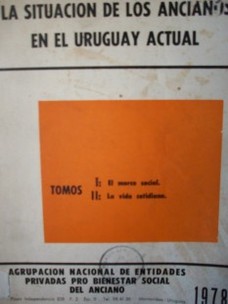 LA SITUACION DE LOS ANCIANOS
EN EL URUGUAY ACTUAL
TOMOS I: El marco social.
II: La vida cotidiana.
AGRUPACION NACIONAL DE ENTIDADES
PRIVADAS PRO BIENESTAR SOCIAL
DEL ANCIANO
1978